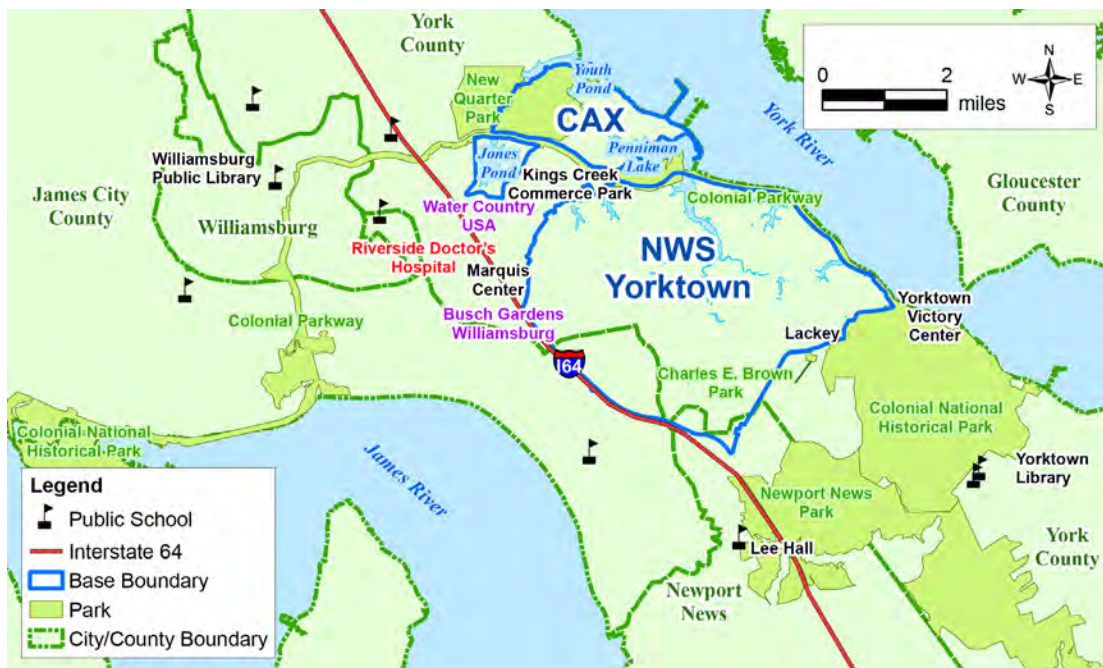 York
County
New
Quarter
Park
Youth
Pond
CAX
0
2
miles
N
W
E
S
York River
Gloucester
County
Williamsburg
Public Library
Jones
Pond
Penniman
Lake
Kings Creek
Commerce Park
Colonial Parkway
James City
County
Williamsburg
Water Country
USA
Riverside Doctor's
Hospital
Marquis
Center
NWS
Yorktown
Busch Gardens
Williamsburg
Colonial Parkway
Lackey
Yorktown
Victory
Center
I64
Charles E. Brown
Park
Colonial National
Historical Park
Colonial National
Historical Park
James River
Yorktown
Library
Newport News
Park
Lee Hall
York
County
Newport
News
Legend
Public School
Interstate 64
Base Boundary
Park
City/County Boundary